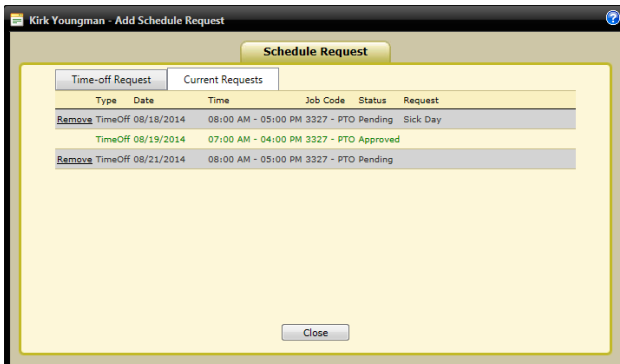 Kirk Youngman - Add Schedule Request
?
Schedule Request
Time-off Request Current Requests
Type Date Time Job Code Status Request
Remove TimeOff 08/18/2014 08:00 AM - 05:00 PM 3327 - PTO Pending Sick Day
TimeOff 08/19/2014 07:00 AM - 04:00 PM 3327 - PTO Approved
Remove TimeOff 08/21/2014 08:00 AM - 05:00 PM 3327 - PTO Pending
Close